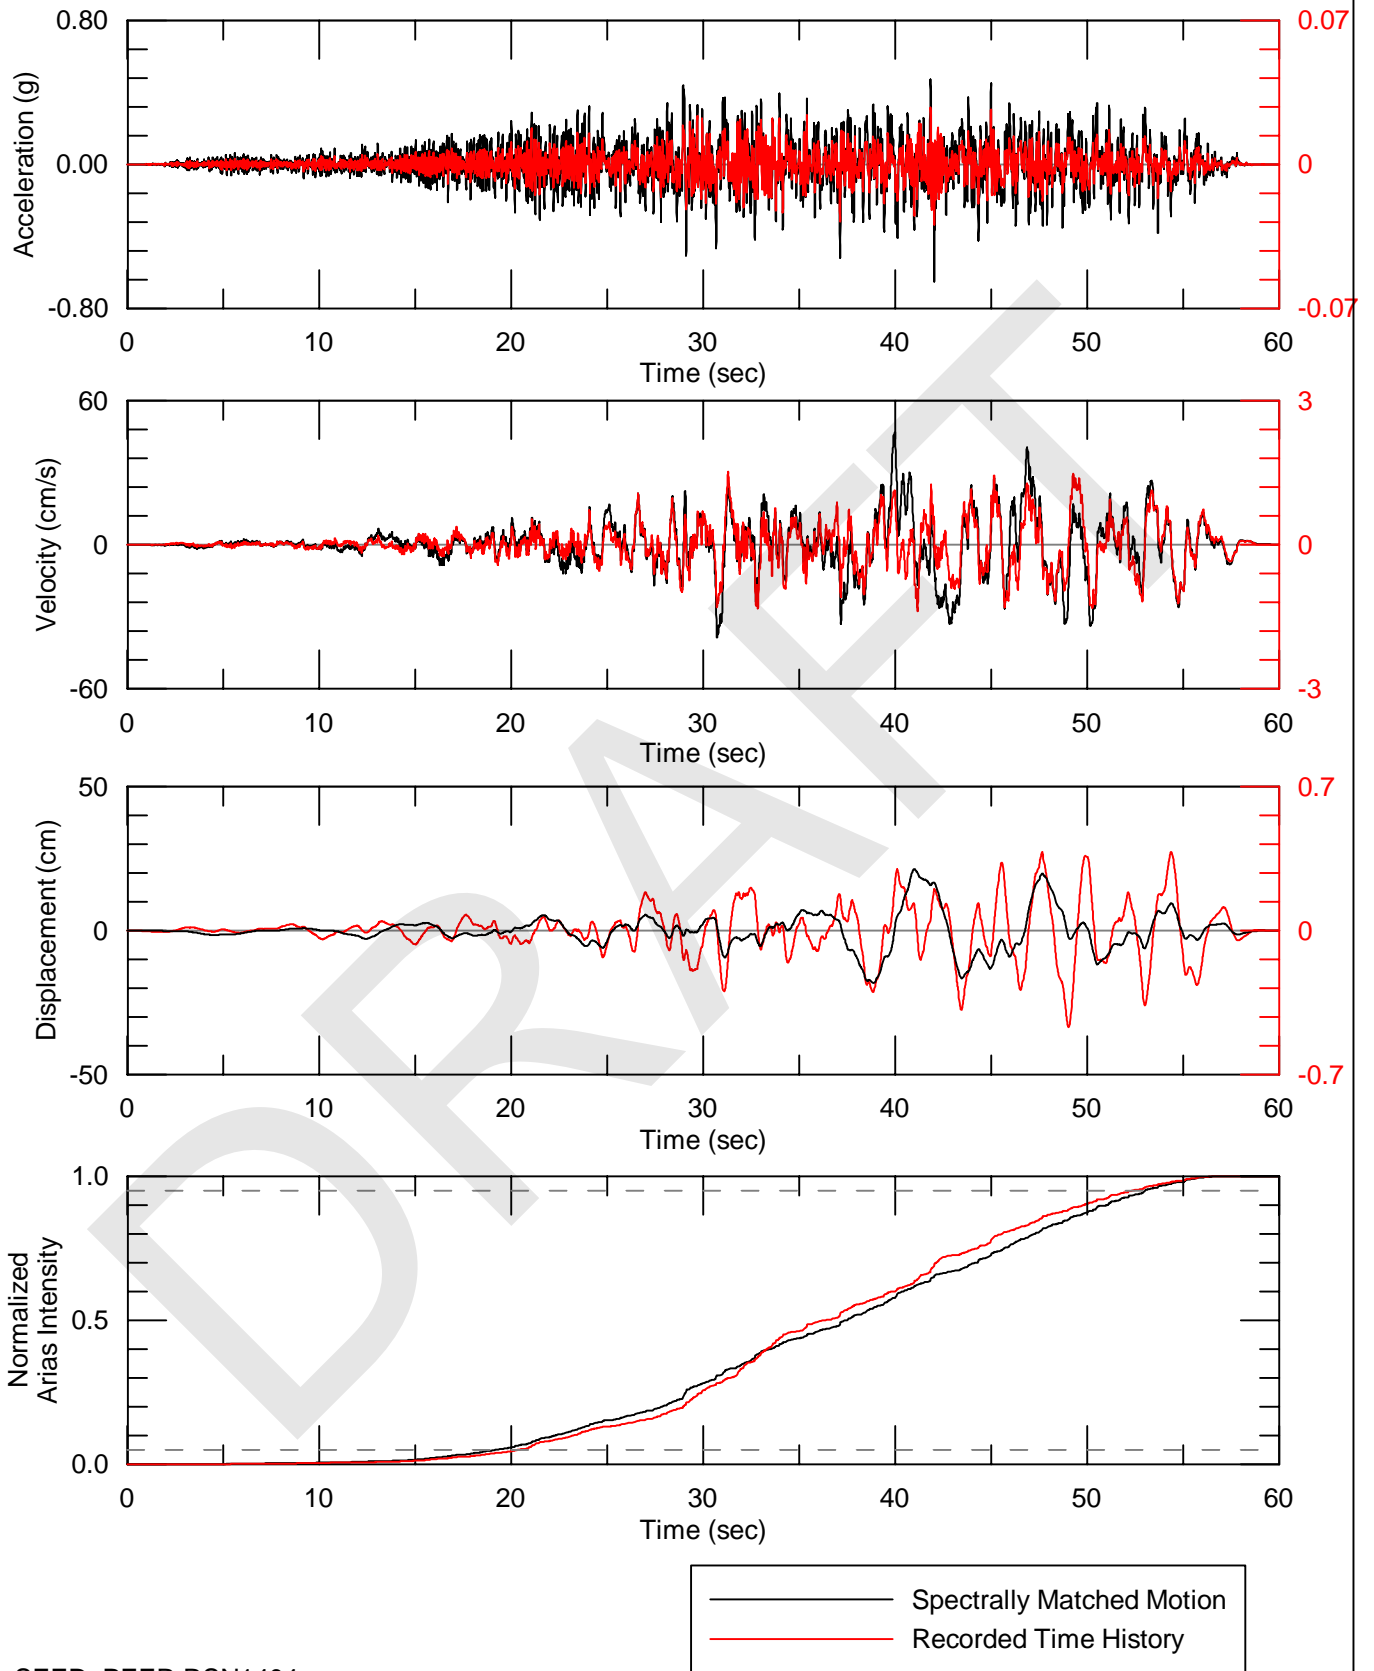 0.80
0.00
-0.80
Acceleration (g)
0.07
0
-0.07
0 10 20 30 40 50 60
Time (sec)
60
0
-60
Velocity (cm/s)
3
0
-3
0 10 20 30 40 50 60
Time (sec)
50
0
-50
Displacement (cm)
0.7
0
-0.7
0 10 20 30 40 50 60
Time (sec)
1.0
0.5
0.0
Normalized
Arias Intensity
0 10 20 30 40 50 60
Time (sec)
DRAFT
Spectrally Matched Motion
Recorded Time History